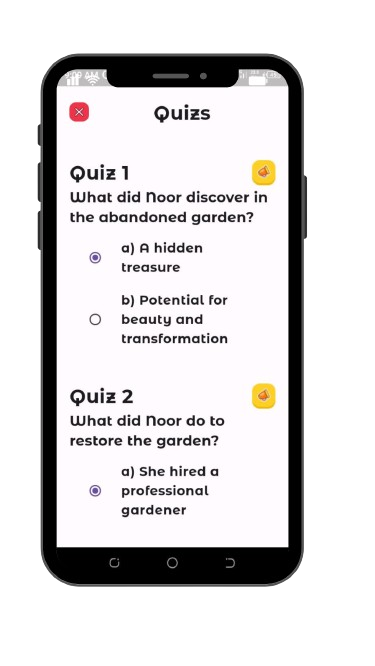 Quizs
Quiz 1
What did Noor discover in
the abandoned garden?
a) A hidden
treasure
b) Potential for
beauty and
transformation
Quiz 2
What did Noor do to
restore the garden?
a) She hired a
professional
gardener